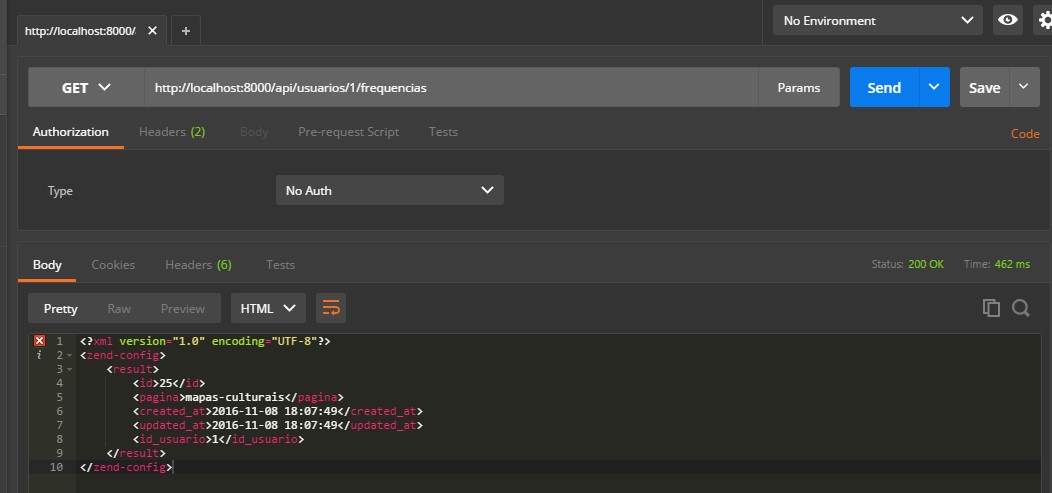 http://localhost:8000/ × +
No Environment
GET http://localhost:8000/api/usuarios/1/frequencias Params Send Save
Authorization Headers (2) Body Pre-request Script Tests Code
Type No Auth
Body Cookies Headers (6) Tests Status: 200 OK Time: 462 ms
Pretty Raw Preview HTML
1 <?xml version="1.0" encoding="UTF-8"?>
i 2 <zend-config>
3 <result>
4 <id>25</id>
5 <pagina>mapas-culturais</pagina>
6 <created_at>2016-11-08 18:07:49</created_at>
7 <updated_at>2016-11-08 18:07:49</updated_at>
8 <id_usuario>1</id_usuario>
9 </result>
10 </zend-config>